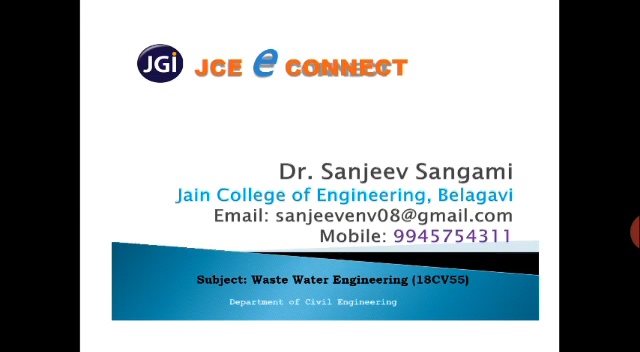 JGi JCE e CONNECT
Dr. Sanjeev Sangami
Jain College of Engineering, Belagavi
Email: sanjeevenv08@gmail.com
Mobile: 9945754311
Subject: Waste Water Engineering (18CV55)
Department of Civil Engineering